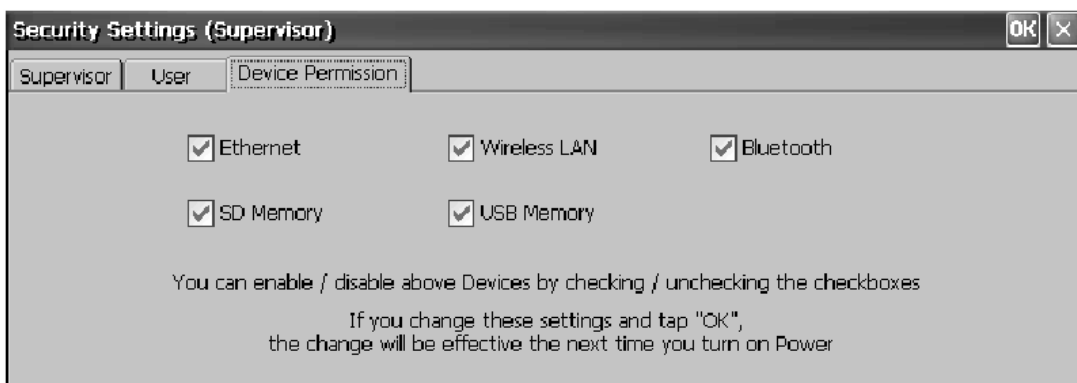 Security Settings (Supervisor) OK ×
Supervisor User Device Permission
Ethernet Wireless LAN Bluetooth
SD Memory USB Memory
You can enable / disable above Devices by checking / unchecking the checkboxes
If you change these settings and tap "OK",
the change will be effective the next time you turn on Power